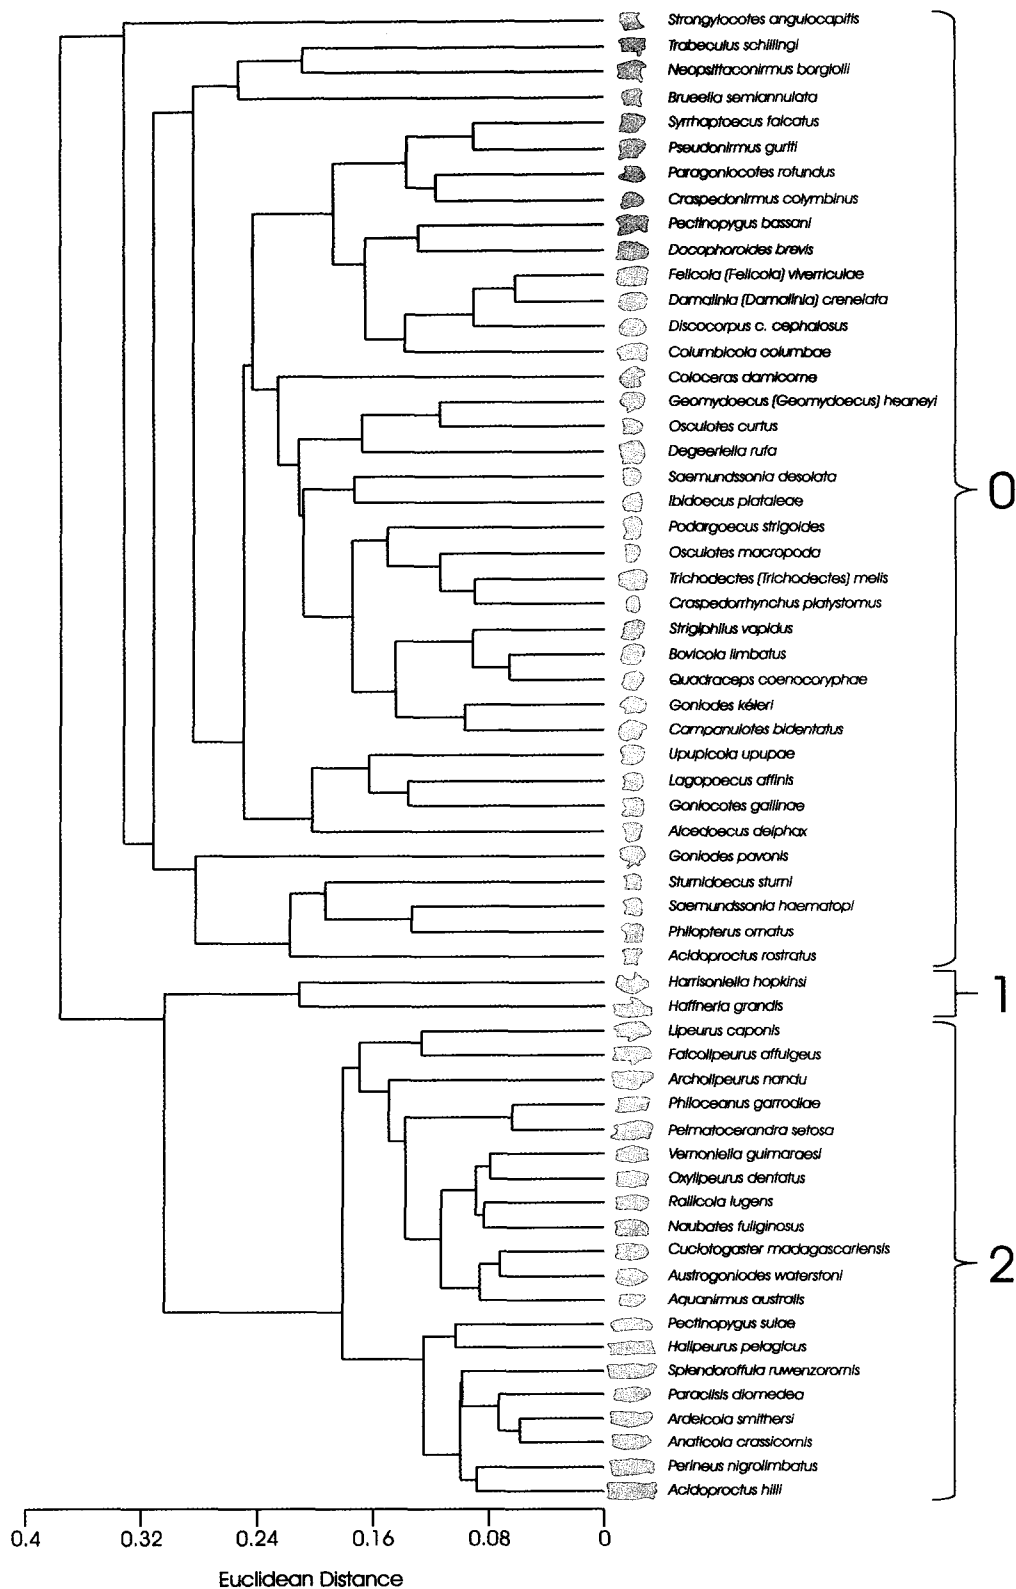 Strongylocotes angulocapitis
Trabeculus schillingi
Neopsittaconirmus borgiolii
Brueelia semiannulata
Syrrhaptoecus falcatus
Pseudonirmus gurlti
Paragoniocotes rotundus
Craspedonirmus colymbinus
Pectinopygus bassani
Docophoroides brevis
Felicola (Felicola) viverriculae
Damalinia (Damalinia) crenelata
Discocorpus c. cephalosus
Columbicola columbae
Coloceras damicorne
Geomydoecus (Geomydoecus) heaneyi
Osculotes curtus
Degeeriella rufa
Saemundssonia desolata
0
Ibidoecus plataleae
Podargoecus strigoides
Osculotes macropoda
Trichodectes (Trichodectes) melis
Craspedorrhynchus platystomus
Strigiphilus vapidus
Bovicola limbatus
Quadraceps coenocoryphae
Goniodes kéleri
Campanulotes bidentatus
Upupicola upupae
Lagopoecus affinis
Goniocotes gallinae
Alcedoecus delphax
Goniodes pavonis
Sturnidoecus sturni
Saemundssonia haematopi
Philopterus ornatus
Acidoproctus rostratus
Harrisoniella hopkinsi
1
Haffneria grandis
Lipeurus caponis
Falcolipeurus affulgeus
Archolipeurus nandu
Philoceanus garrodiae
Pelmatocerandra setosa
Vernoniella guimaraesi
Oxylipeurus dentatus
Rallicola lugens
Naubates fuliginosus
Cuclotogaster madagascariensis
2
Austrogoniodes waterstoni
Aquanirmus australis
Pectinopygus sulae
Halipeurus pelagicus
Splendoroffula ruwenzorornis
Paraclisis diomedea
Ardeicola smithersi
Anaticola crassicornis
Perineus nigrolimbatus
Acidoproctus hilli
0.4 0.32 0.24 0.16 0.08 0
Euclidean Distance